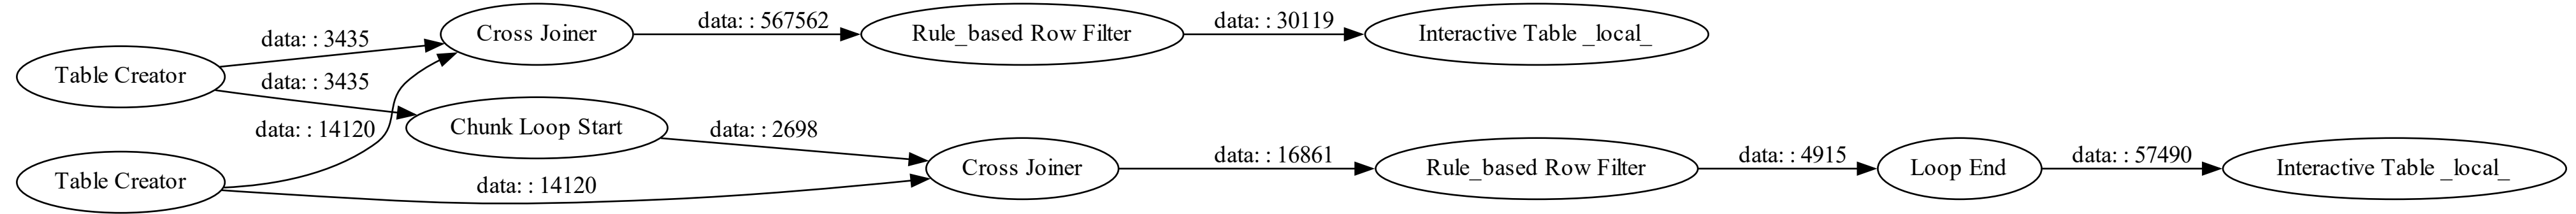 Table Creator
data: : 3435
data: : 3435
data: : 14120
Table Creator
data: : 14120
Cross Joiner
data: : 567562
Rule_based Row Filter
data: : 30119
Interactive Table _local_
Chunk Loop Start
data: : 2698
Cross Joiner
data: : 16861
Rule_based Row Filter
data: : 4915
Loop End
data: : 57490
Interactive Table _local_